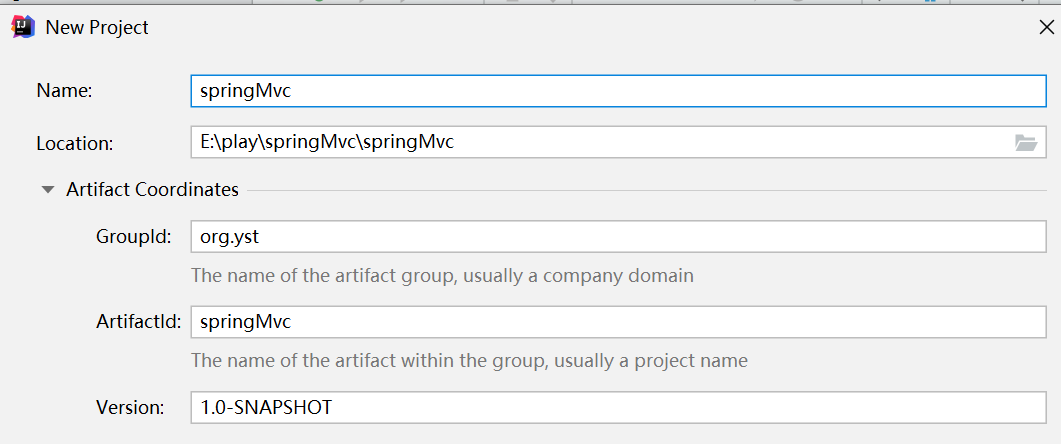 New Project
Name: springMvc
Location: E:\play\springMvc\springMvc
Artifact Coordinates
GroupId: org.yst
The name of the artifact group, usually a company domain
ArtifactId: springMvc
The name of the artifact within the group, usually a project name
Version: 1.0-SNAPSHOT